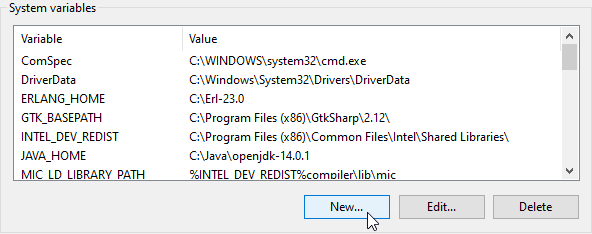 System variables
Variable Value
ComSpec C:\WINDOWS\system32\cmd.exe
DriverData C:\Windows\System32\Drivers\DriverData
ERLANG_HOME C:\Erl-23.0
GTK_BASEPATH C:\Program Files (x86)\GtkSharp\2.12\
INTEL_DEV_REDIST C:\Program Files (x86)\Common Files\Intel\Shared Libraries\
JAVA_HOME C:\Java\openjdk-14.0.1
MIC_LD_LIBRARY_PATH %INTEL_DEV_REDIST%compiler\lib\mic
New... Edit... Delete